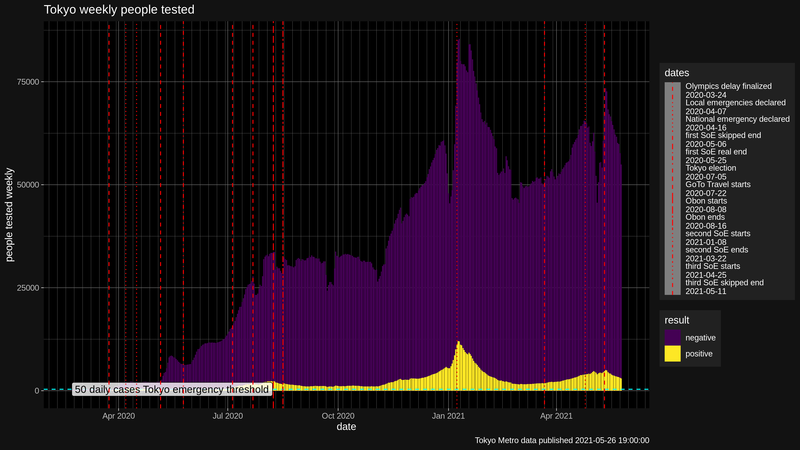 Tokyo weekly people tested
people tested weekly
75000
50000
25000
0
50 daily cases Tokyo emergency threshold
Apr 2020
Jul 2020
Oct 2020
Jan 2021
Apr 2021
date
dates
Olympics delay finalized
2020-03-24
Local emergencies declared
2020-04-07
National emergency declared
2020-04-16
first SoE skipped end
2020-05-06
first SoE real end
2020-05-25
Tokyo election
2020-07-05
GoTo Travel starts
2020-07-22
Obon starts
2020-08-08
Obon ends
2020-08-16
second SoE starts
2021-01-08
second SoE ends
2021-03-22
third SoE starts
2021-04-25
third SoE skipped end
2021-05-11
result
negative
positive
Tokyo Metro data published 2021-05-26 19:00:00